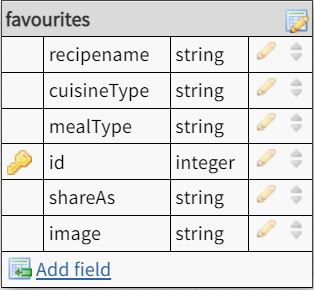 favourites
recipename string
cuisineType string
mealType string
id integer
shareAs string
image string
Add field